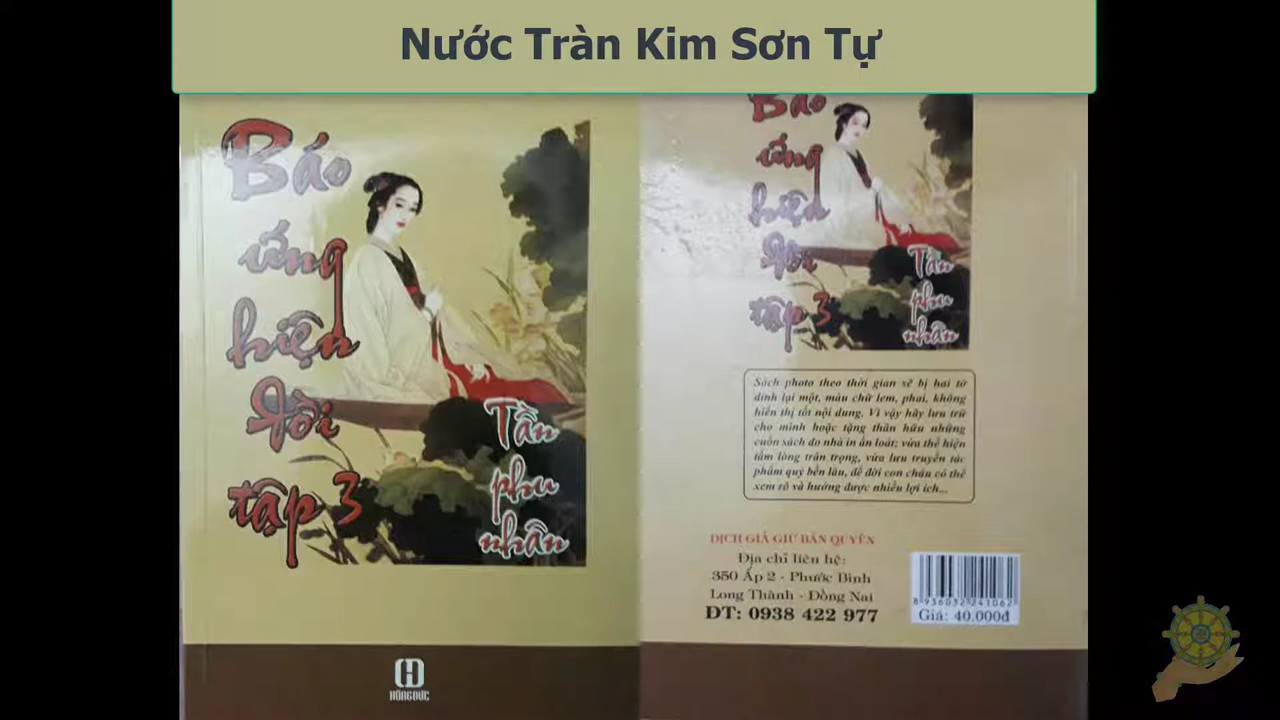 Nước Tràn Kim Sơn Tự
Báo
ứng
hiện
đời
tập 3
Tần
phu
nhân
HỒNG ĐỨC
Báo
ứng
hiện
đời
tập 3
Tần
phu
nhân
Sách photo theo thời gian sẽ bị hai tờ
dính lại một, màu chữ lem, phai, không
hiển thị tốt nội dung. Vì vậy hãy lưu trữ
cho mình hoặc tặng thân hữu những
cuốn sách do nhà in ấn loát; vừa thể hiện
tấm lòng trân trọng, vừa lưu truyền tác
phẩm quý bền lâu, để đời con cháu có thể
xem rõ và hưởng được nhiều lợi ích...
DỊCH GIẢ GIỮ BẢN QUYỀN
Địa chỉ liên hệ:
350 Ấp 2 - Phước Bình
Long Thành - Đồng Nai
ĐT: 0938 422 977
8 936032 241062
Giá: 40.000đ